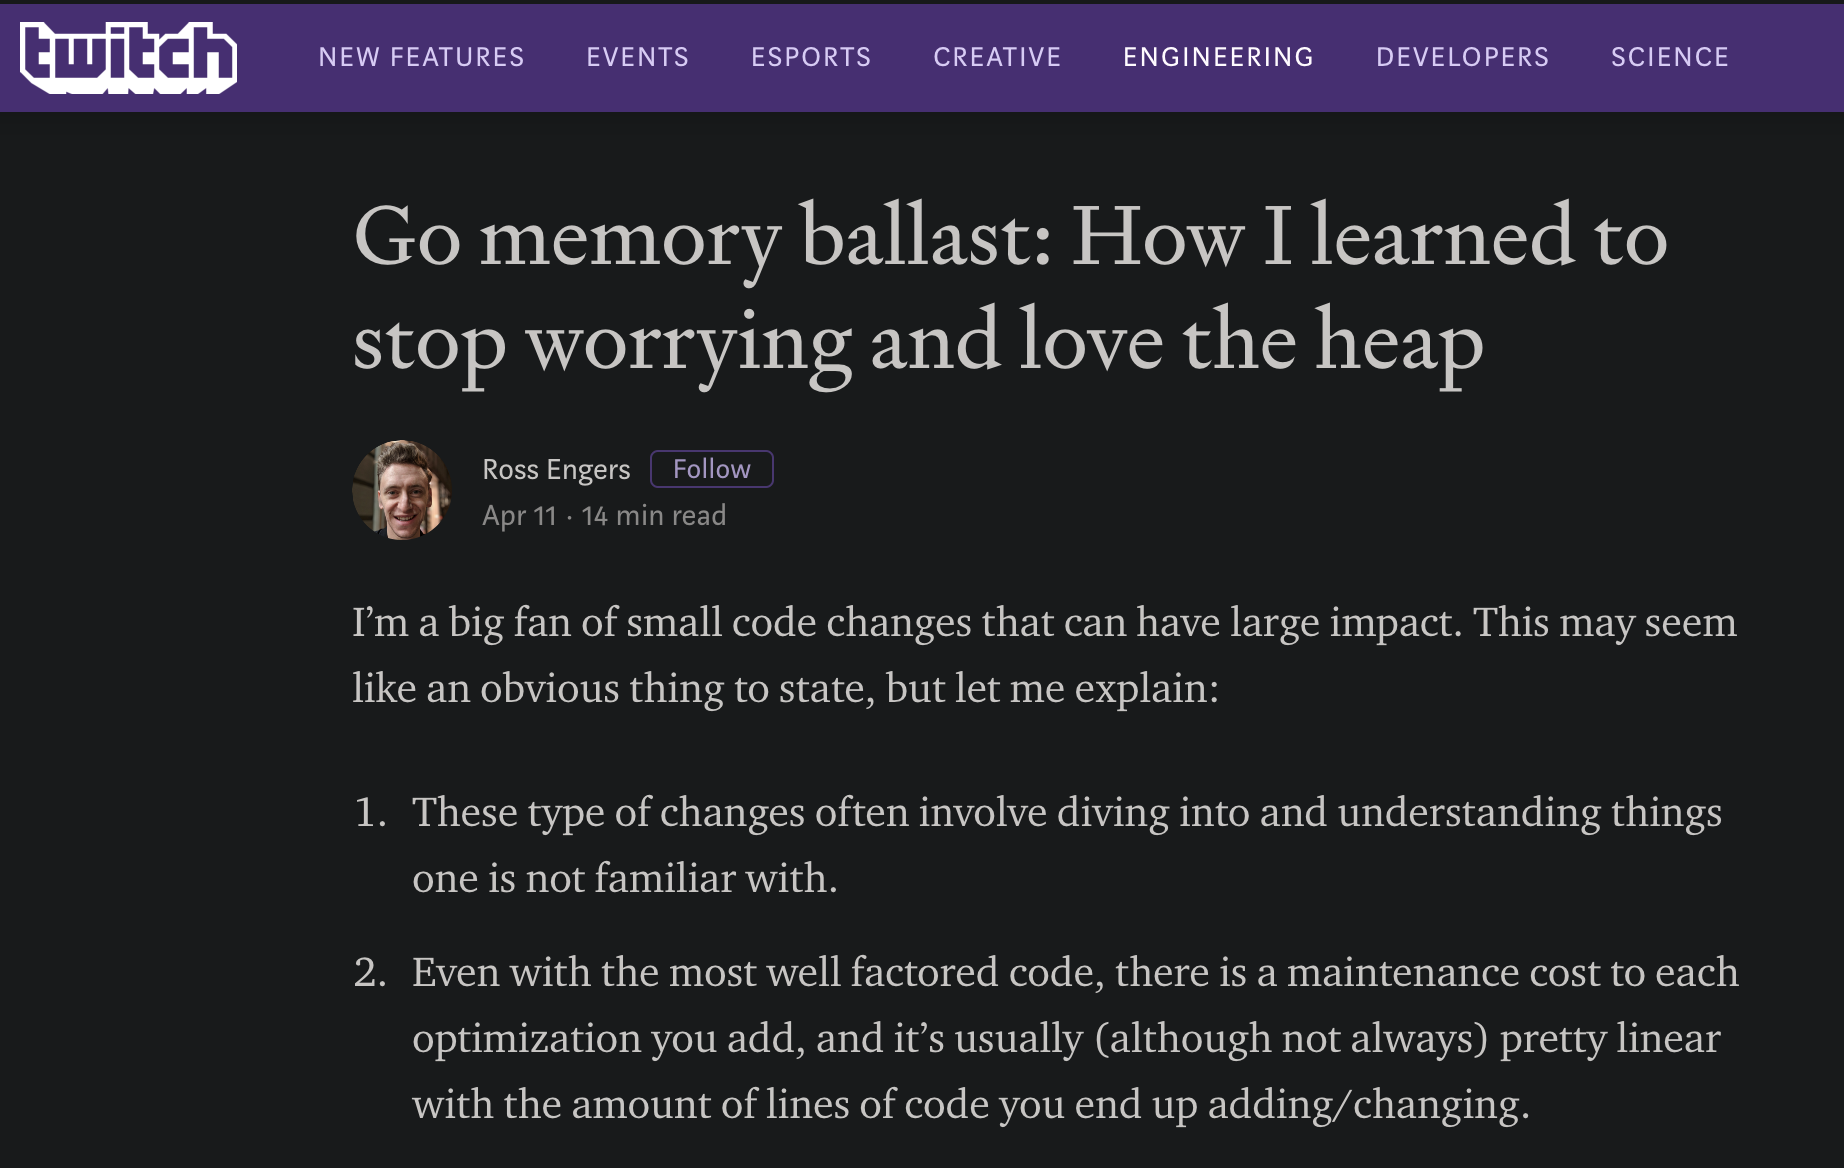 twitch
NEW FEATURES EVENTS ESPORTS CREATIVE ENGINEERING DEVELOPERS SCIENCE
Go memory ballast: How I learned to
stop worrying and love the heap
Ross Engers Follow
Apr 11 · 14 min read
I’m a big fan of small code changes that can have large impact. This may seem
like an obvious thing to state, but let me explain:
1. These type of changes often involve diving into and understanding things
one is not familiar with.
2. Even with the most well factored code, there is a maintenance cost to each
optimization you add, and it’s usually (although not always) pretty linear
with the amount of lines of code you end up adding/changing.